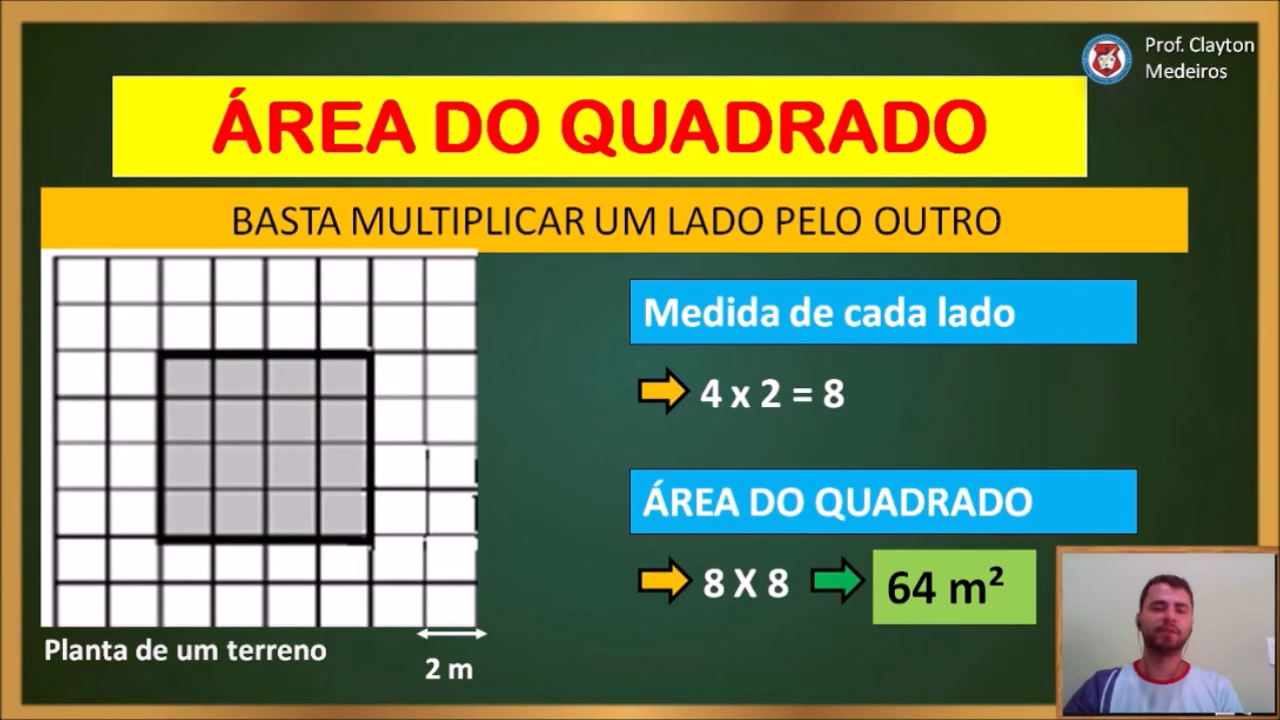 Prof. Clayton
Medeiros
ÁREA DO QUADRADO
BASTA MULTIPLICAR UM LADO PELO OUTRO
Medida de cada lado
4 x 2 = 8
ÁREA DO QUADRADO
8 X 8
64 m²
Planta de um terreno
2 m